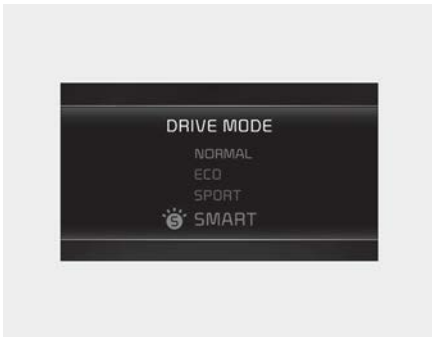 DRIVE MODE
NORMAL
ECO
SPORT
S SMART